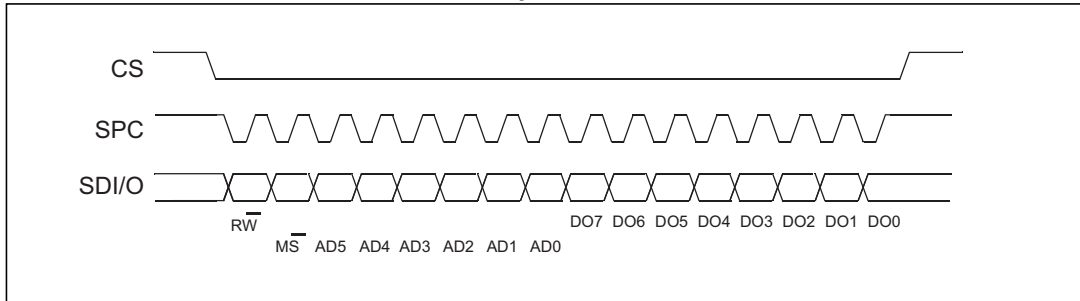 CS
SPC
SDI/O
RW DO7 DO6 DO5 DO4 DO3 DO2 DO1 DO0
MS AD5 AD4 AD3 AD2 AD1 AD0